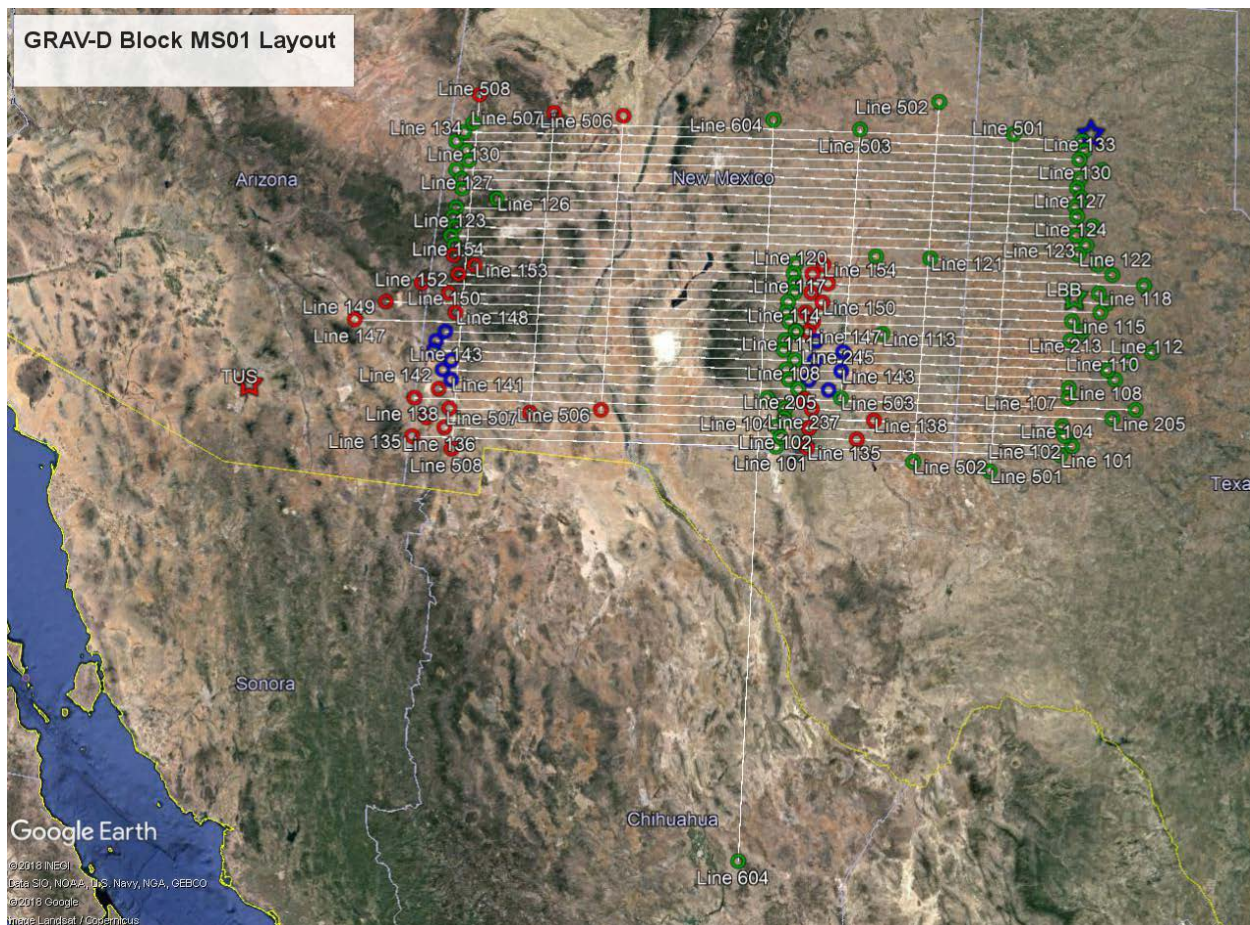 GRAV-D Block MS01 Layout
Line 508
Line 507
Line 506
Line 502
Line 134
Line 604
Line 501
Line 503
Line 133
Line 130
Arizona
New Mexico
Line 130
Line 127
Line 126
Line 127
Line 123
Line 124
Line 154
Line 123
Line 120
Line 154
Line 121
Line 122
Line 153
Line 152
Line 117
LBB
Line 118
Line 149
Line 150
Line 150
Line 148
Line 114
Line 115
Line 147
Line 147
Line 113
Line 111
Line 213
Line 112
Line 143
Line 245
Line 110
TUS
Line 142
Line 141
Line 108
Line 143
Line 108
Line 205
Line 503
Line 107
Line 138
Line 507
Line 506
Line 104
Line 237
Line 138
Line 104
Line 205
Line 135
Line 136
Line 102
Line 135
Line 102
Line 101
Line 508
Line 101
Line 502
Line 501
Texa
Sonora
Chihuahua
Line 604
Google Earth
©2018 INEGI
Data SIO, NOAA, U.S. Navy, NGA, GEBCO
©2018 Google
Image Landsat / Copernicus